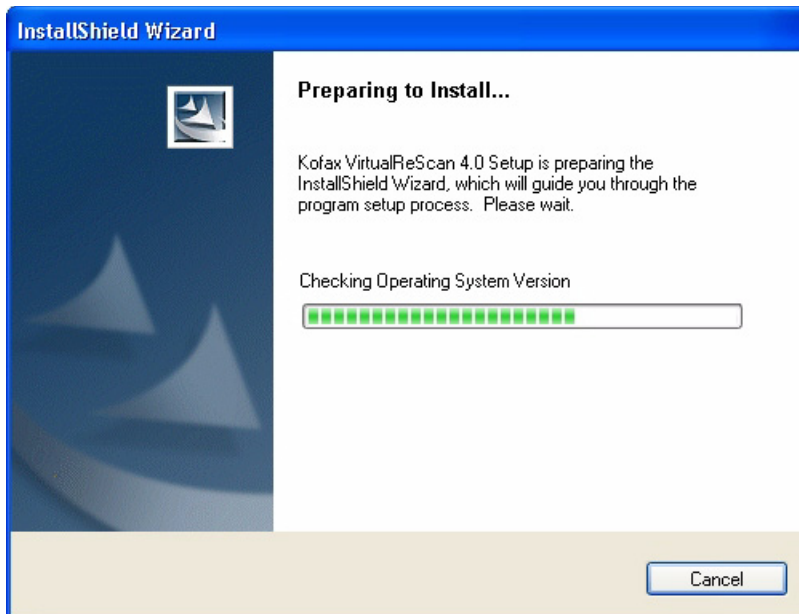 InstallShield Wizard
Preparing to Install...
Kofax VirtualReScan 4.0 Setup is preparing the
InstallShield Wizard, which will guide you through the
program setup process.  Please wait.
Checking Operating System Version
Cancel